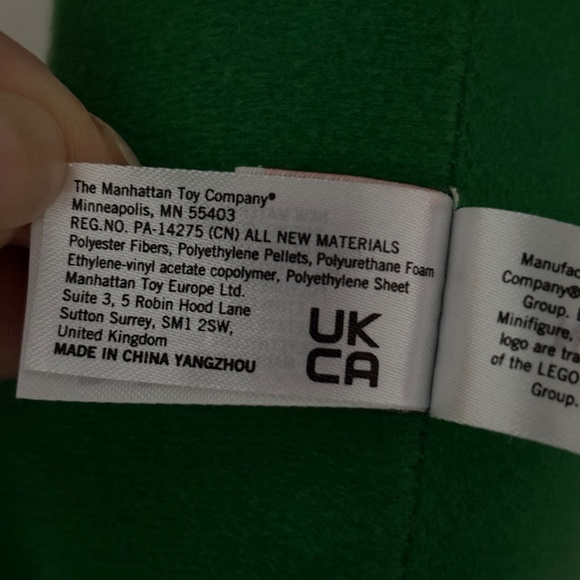 The Manhattan Toy Company®
Minneapolis, MN 55403
REG.NO. PA-14275 (CN) ALL NEW MATERIALS
Polyester Fibers, Polyethylene Pellets, Polyurethane Foam
Ethylene-vinyl acetate copolymer, Polyethylene Sheet
Manhattan Toy Europe Ltd.
Suite 3, 5 Robin Hood Lane
Sutton Surrey, SM1 2SW,
United Kingdom
MADE IN CHINA YANGZHOU
UK
CA
Manufac
Company®
Group.
Minifigure,
logo are tra
of the LEGO
Group.